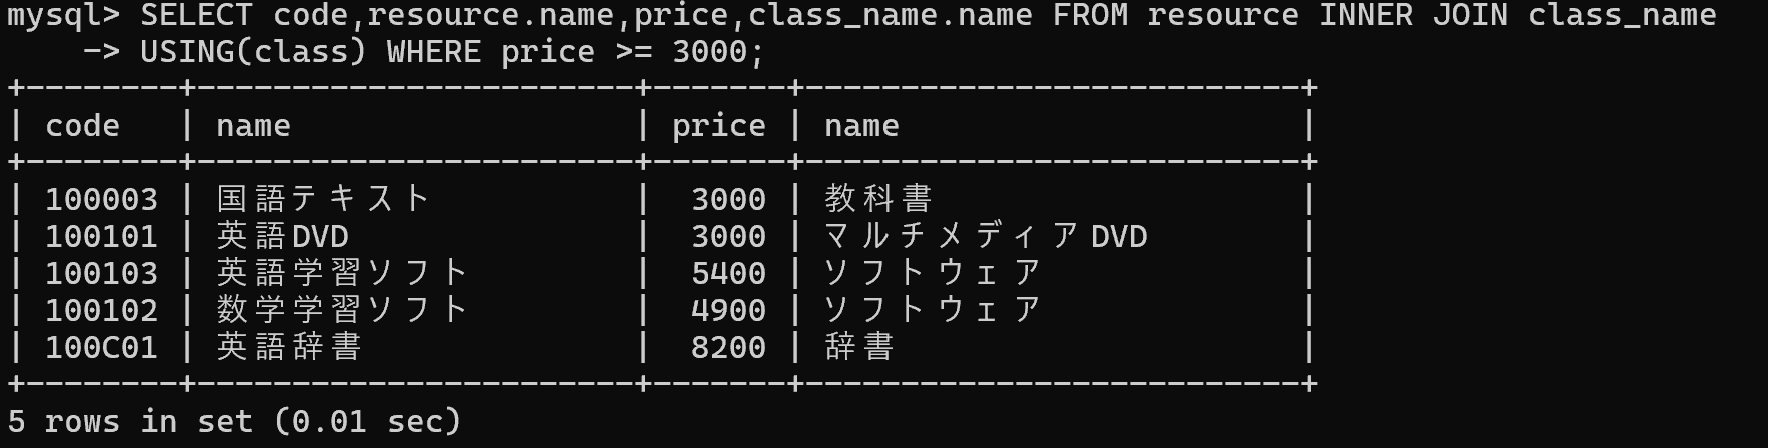 mysql> SELECT code,resource.name,price,class_name.name FROM resource INNER JOIN class_name
    -> USING(class) WHERE price >= 3000;
+--------+-----------------------+-------+--------------------------+
| code   | name                  | price | name                     |
+--------+-----------------------+-------+--------------------------+
| 100003 | 国語テキスト          |  3000 | 教科書                   |
| 100101 | 英語DVD               |  3000 | マルチメディアDVD        |
| 100103 | 英語学習ソフト        |  5400 | ソフトウェア             |
| 100102 | 数学学習ソフト        |  4900 | ソフトウェア             |
| 100C01 | 英語辞書              |  8200 | 辞書                     |
+--------+-----------------------+-------+--------------------------+
5 rows in set (0.01 sec)